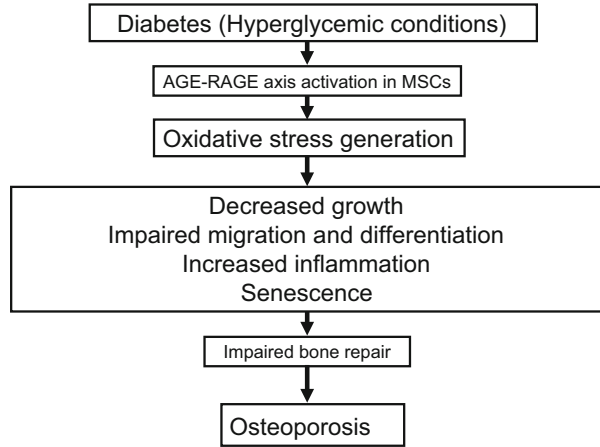 Diabetes (Hyperglycemic conditions)
AGE-RAGE axis activation in MSCs
Oxidative stress generation
Decreased growth
Impaired migration and differentiation
Increased inflammation
Senescence
Impaired bone repair
Osteoporosis